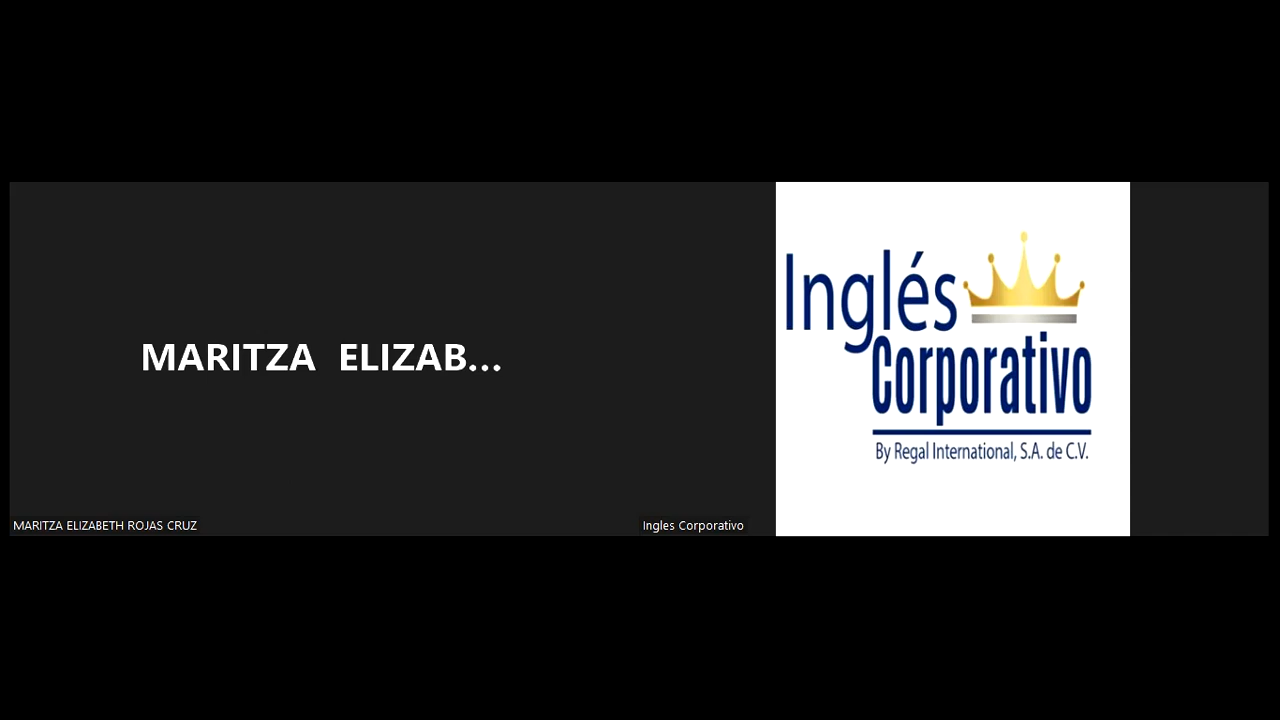 MARITZA ELIZAB...
MARITZA ELIZABETH ROJAS CRUZ
Inglés
Corporativo
By Regal International, S.A. de C.V.
Ingles Corporativo